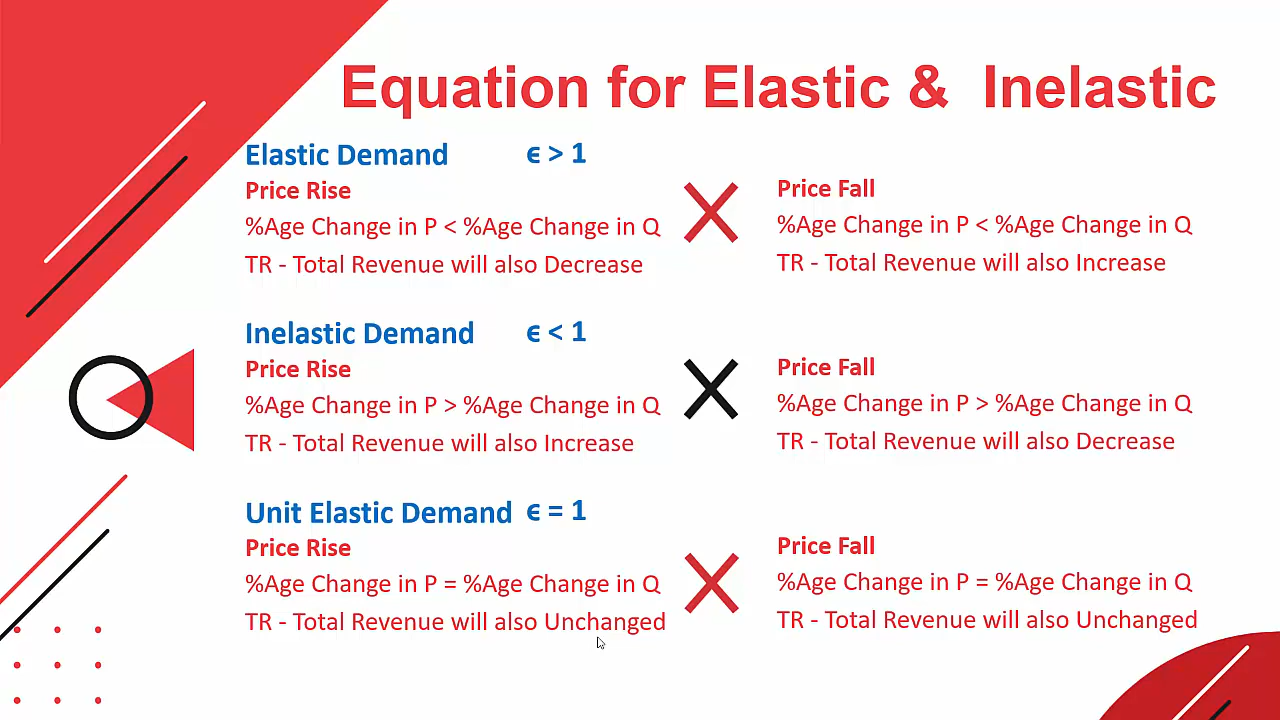 Equation for Elastic & Inelastic
Elastic Demand ϵ > 1
Price Rise
%Age Change in P < %Age Change in Q
TR - Total Revenue will also Decrease
Price Fall
%Age Change in P < %Age Change in Q
TR - Total Revenue will also Increase
Inelastic Demand ϵ < 1
Price Rise
%Age Change in P > %Age Change in Q
TR - Total Revenue will also Increase
Price Fall
%Age Change in P > %Age Change in Q
TR - Total Revenue will also Decrease
Unit Elastic Demand ϵ = 1
Price Rise
%Age Change in P = %Age Change in Q
TR - Total Revenue will also Unchanged
Price Fall
%Age Change in P = %Age Change in Q
TR - Total Revenue will also Unchanged